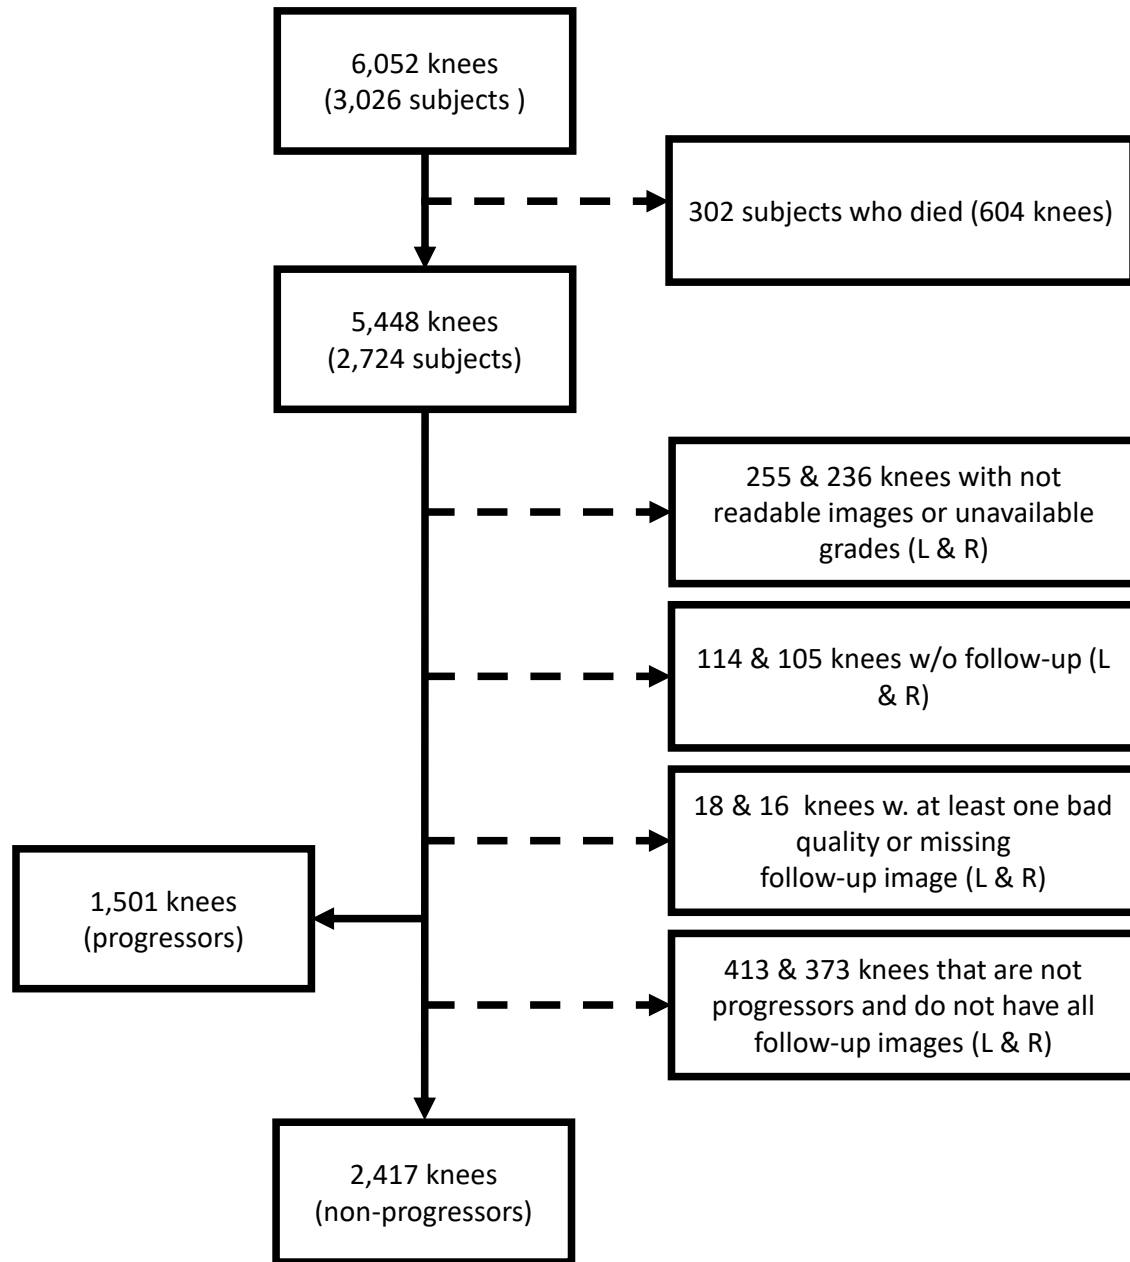 6,052 knees
(3,026 subjects )
302 subjects who died (604 knees)
5,448 knees
(2,724 subjects)
255 & 236 knees with not
readable images or unavailable
grades (L & R)
114 & 105 knees w/o follow-up (L
& R)
18 & 16  knees w. at least one bad
quality or missing
follow-up image (L & R)
1,501 knees
(progressors)
413 & 373 knees that are not
progressors and do not have all
follow-up images (L & R)
2,417 knees
(non-progressors)